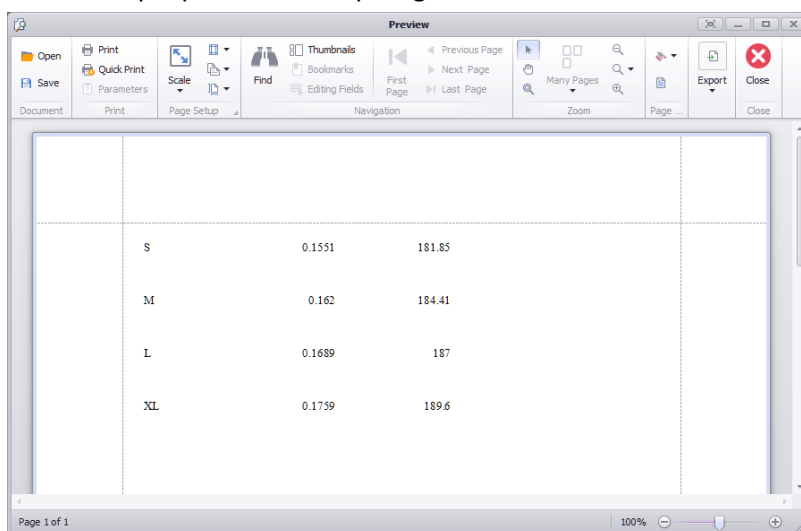 Preview
Open
Save
Document
Print
Quick Print
Parameters
Print
Scale
Page Setup
Find
Thumbnails
Bookmarks
Editing Fields
First Page
Previous Page
Next Page
Last Page
Navigation
Many Pages
Zoom
Page ...
Export
Close
Close
S 0.1551 181.85
M 0.162 184.41
L 0.1689 187
XL 0.1759 189.6
Page 1 of 1
100%